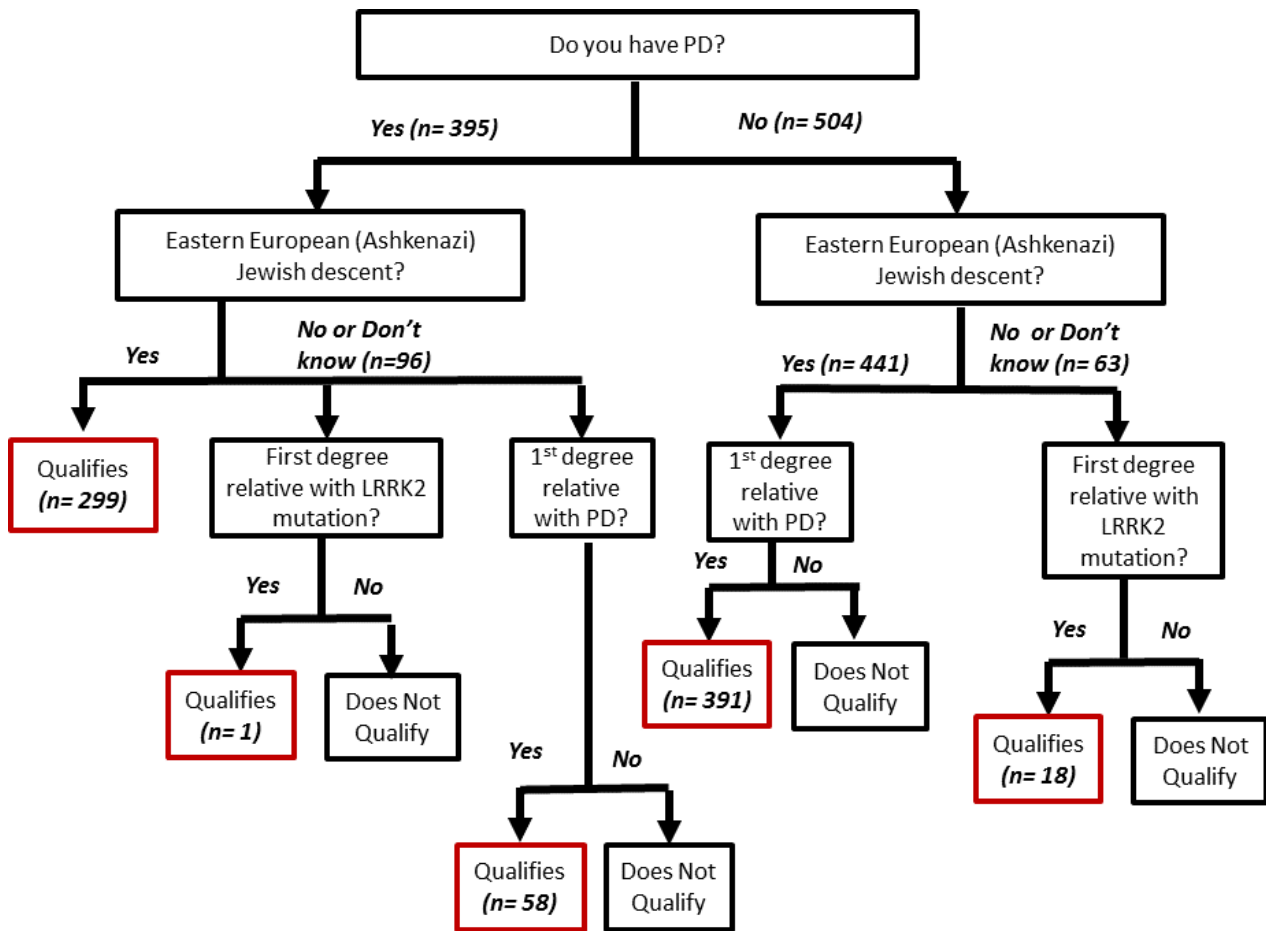 Do you have PD?
Yes (n= 395)
No (n= 504)
Eastern European (Ashkenazi)
Jewish descent?
Eastern European (Ashkenazi)
Jewish descent?
Yes
No or Don’t
know (n=96)
Yes (n= 441)
No or Don’t
know (n= 63)
Qualifies
(n= 299)
First degree
relative with LRRK2
mutation?
1st degree
relative
with PD?
1st degree
relative
with PD?
First degree
relative with
LRRK2
mutation?
Yes
No
Yes
No
Yes
No
Qualifies
(n= 1)
Does Not
Qualify
Qualifies
(n= 391)
Does Not
Qualify
Qualifies
(n= 18)
Does Not
Qualify
Yes
No
Qualifies
(n= 58)
Does Not
Qualify